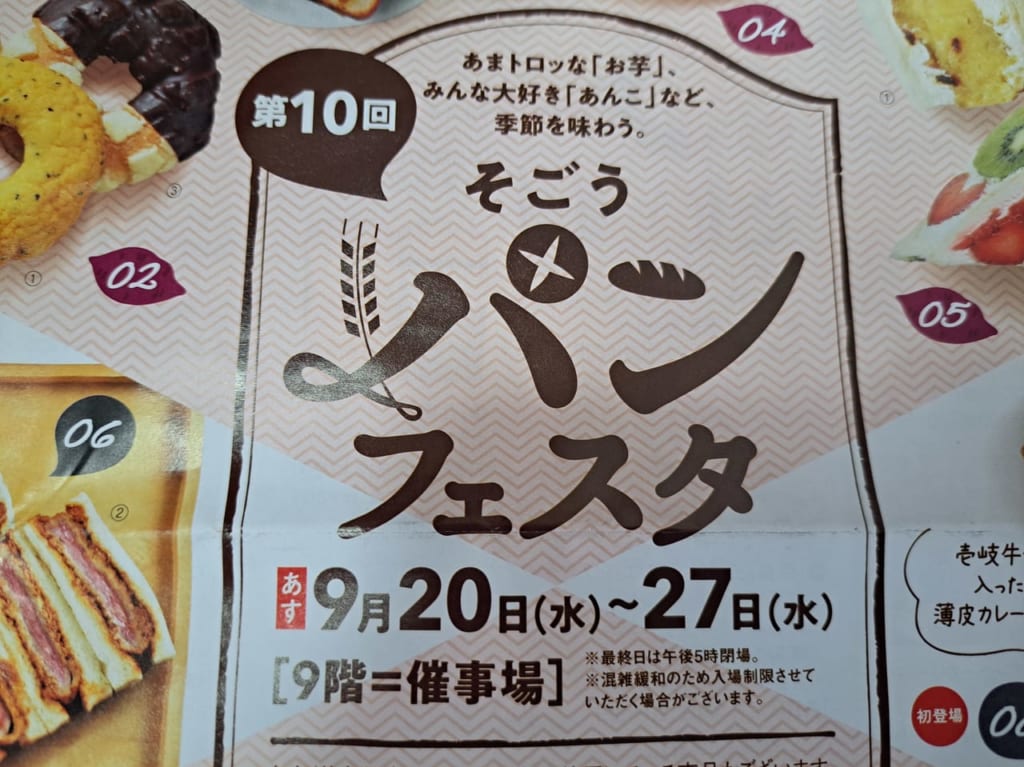 04
あまトロッな「お芋」、
みんな大好き「あんこ」など、
季節を味わう。
第10回
そごう
パン
フェスタ
①
③
①
02
05
06
②
あす 9月20日(水)~27日(水)
[9階=催事場]
※最終日は午後5時閉場。
※混雑緩和のため入場制限させて
いただく場合がございます。
壱岐牛
入った
薄皮カレー
初登場